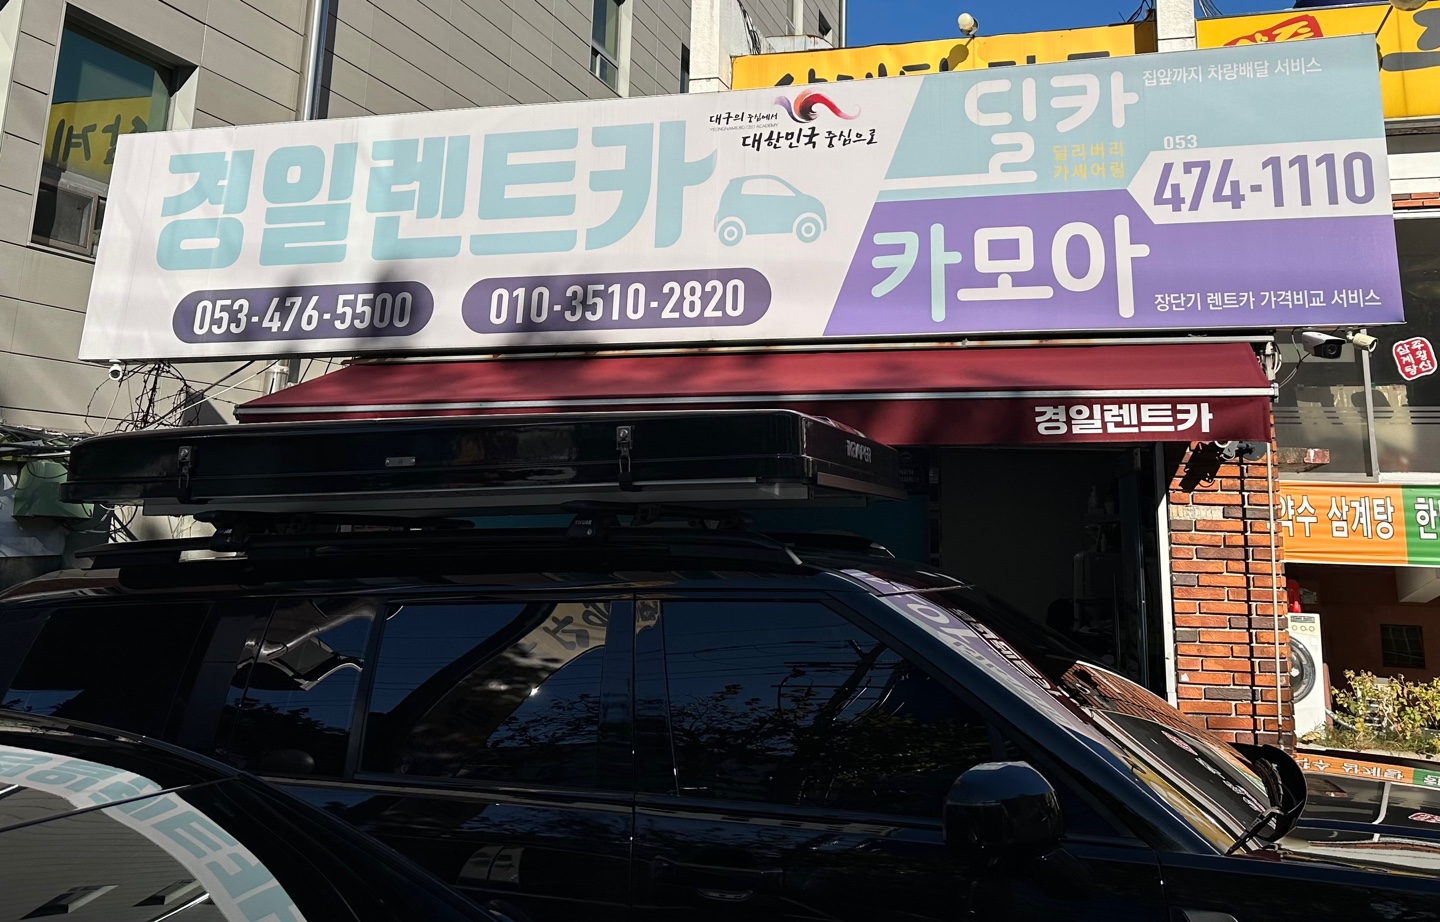 경일렌트카
053-476-5500
010-3510-2820
대구의 중심에서
대한민국 중심으로
딜카
집앞까지 차량배달 서비스
딜리버리
카셰어링
053
474-1110
카모아
장단기 렌트카 가격비교 서비스
경일렌트카
iKAMPER
약수 삼계탕
한